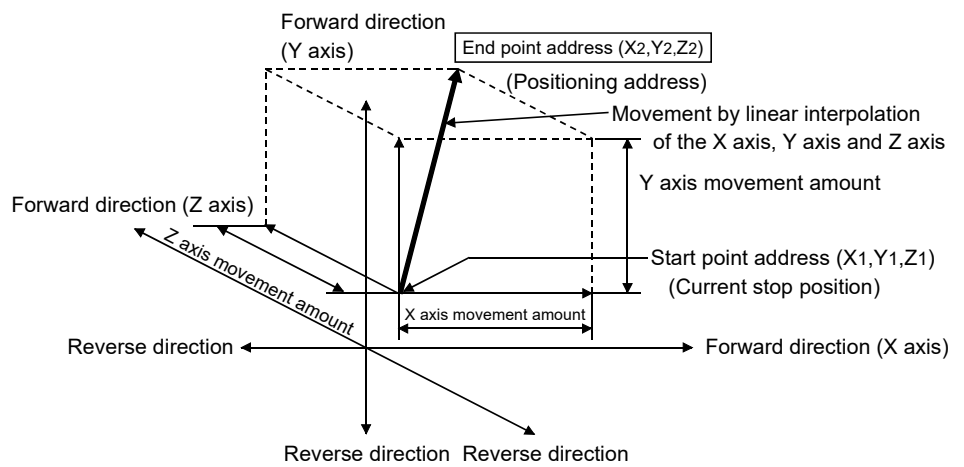 Forward direction
(Y axis)
End point address (X2,Y2,Z2)
(Positioning address)
Movement by linear interpolation
of the X axis, Y axis and Z axis
Y axis movement amount
Forward direction (Z axis)
Z axis movement amount
Start point address (X1,Y1,Z1)
(Current stop position)
X axis movement amount
Reverse direction
Forward direction (X axis)
Reverse direction
Reverse direction